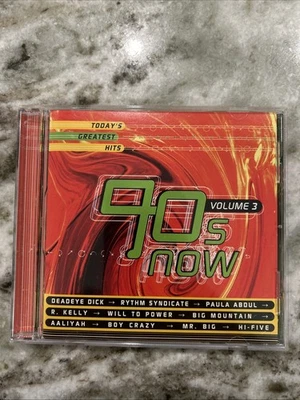 TODAY'S
GREATEST
HITS
90s
VOLUME 3
now
DEADEYE DICK → RYTHM SYNDICATE → PAULA ABDUL →
R. KELLY → WILL TO POWER → BIG MOUNTAIN →
AALIYAH → BOY CRAZY → MR. BIG → HI-FIVE